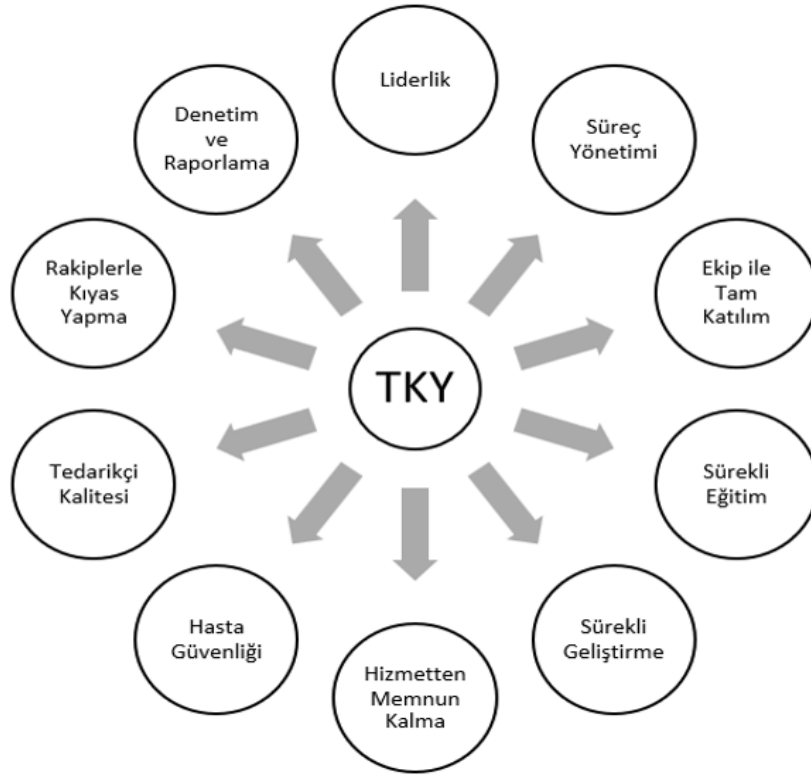 Liderlik
Süreç
Yönetimi
Ekip ile
Tam
Katılım
Sürekli
Eğitim
Sürekli
Geliştirme
Hizmetten
Memnun
Kalma
Hasta
Güvenliği
Tedarikçi
Kalitesi
Rakiplerle
Kıyas
Yapma
Denetim
ve
Raporlama
TKY